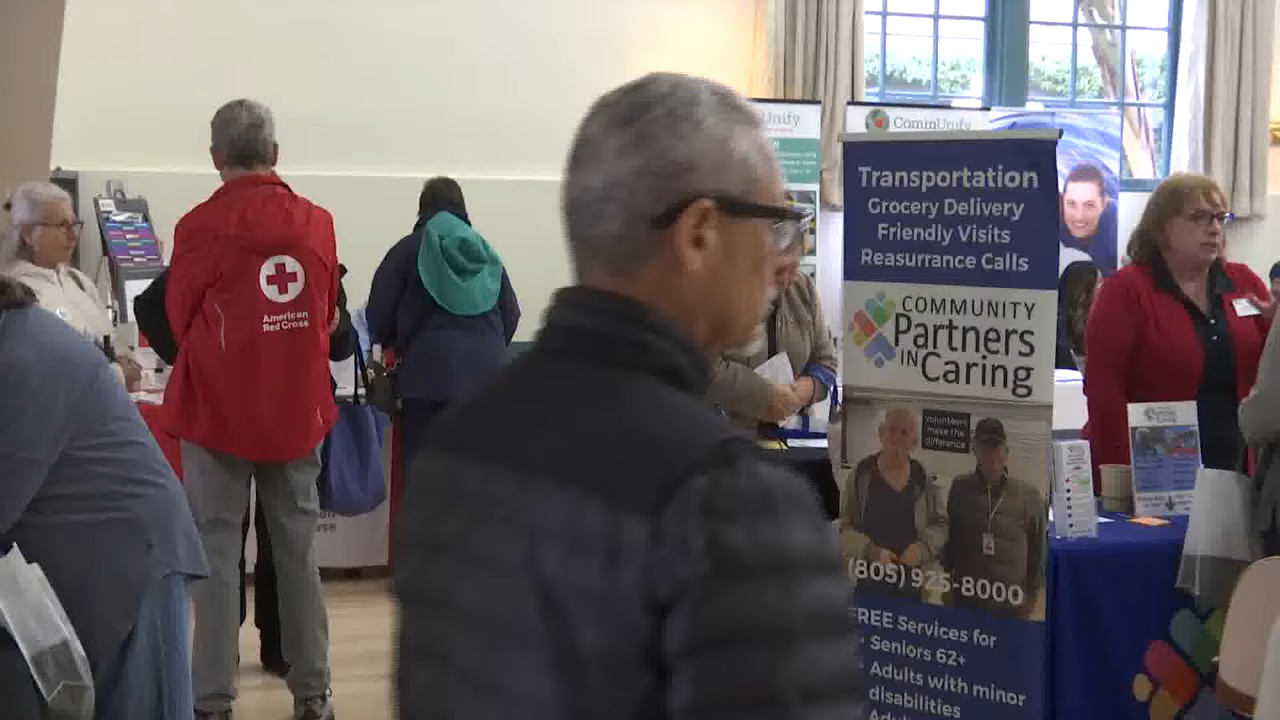 American
Red Cross
Unify
CommUnify
Transportation
Grocery Delivery
Friendly Visits
Reasurrance Calls
COMMUNITY
Partners
IN Caring
volunteers
make the
difference
(805) 925-8000
FREE Services for
Seniors 62+
Adults with minor
disabilities